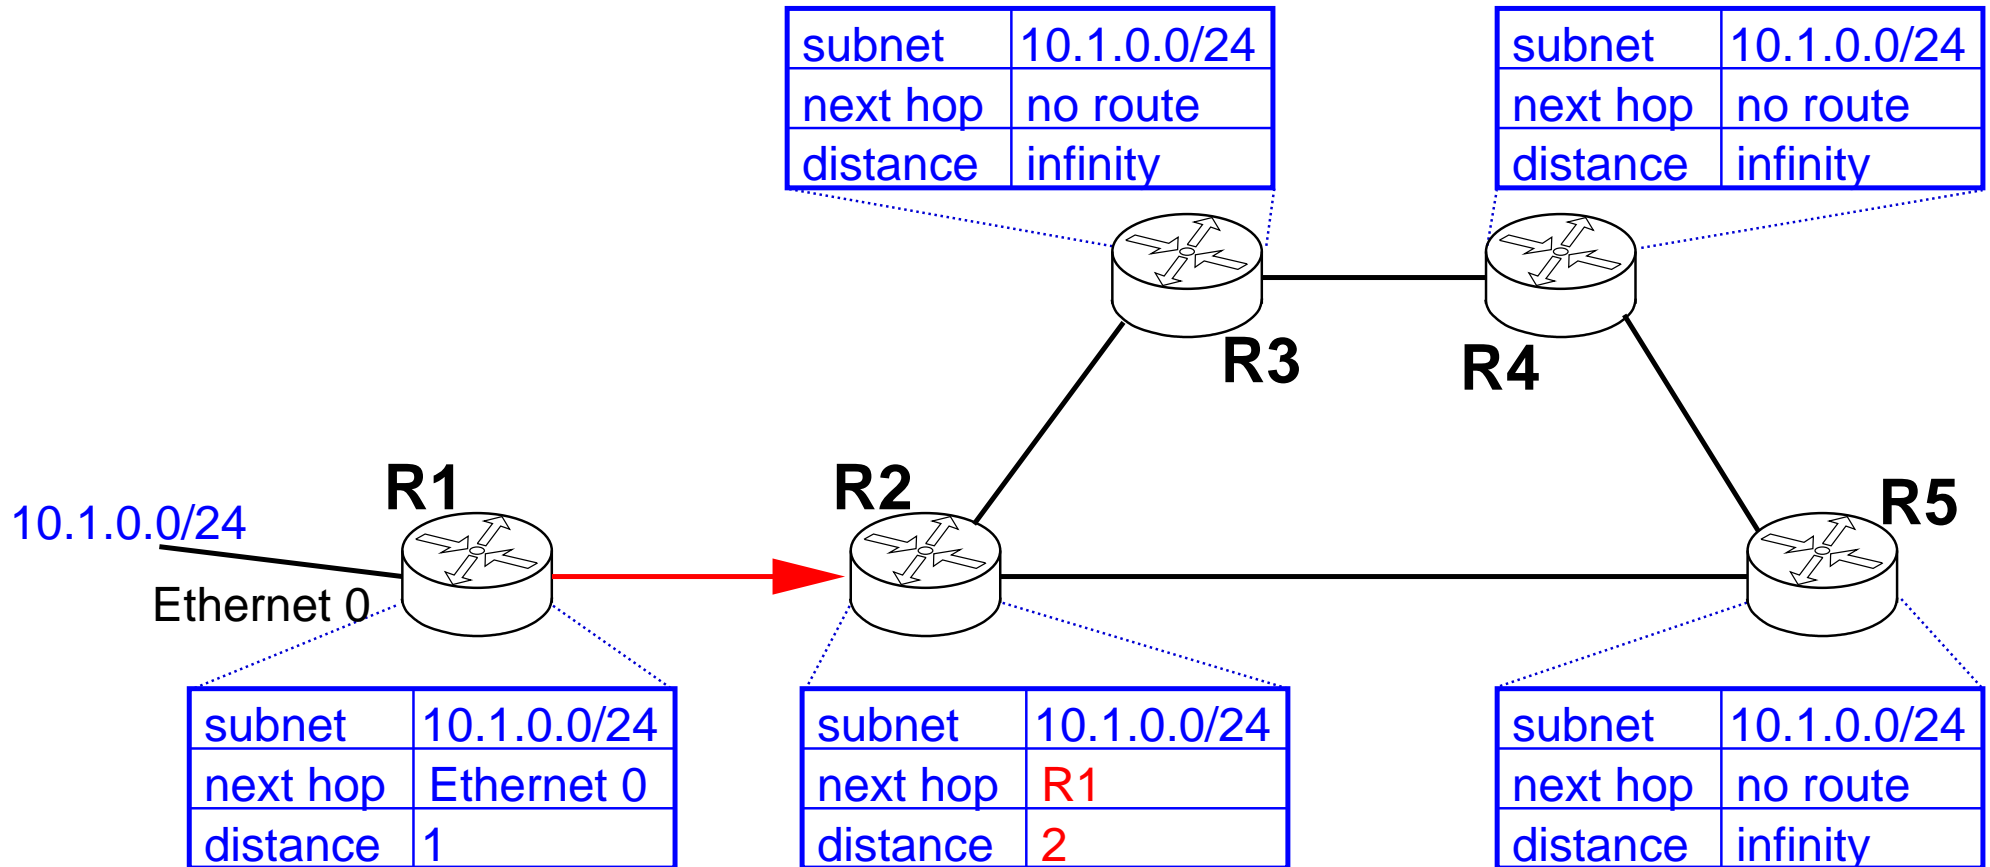 subnet 10.1.0.0/24
next hop no route
distance infinity
subnet 10.1.0.0/24
next hop no route
distance infinity
R3
R4
R1
R2
R5
10.1.0.0/24
Ethernet 0
subnet 10.1.0.0/24
next hop Ethernet 0
distance 1
subnet 10.1.0.0/24
next hop R1
distance 2
subnet 10.1.0.0/24
next hop no route
distance infinity